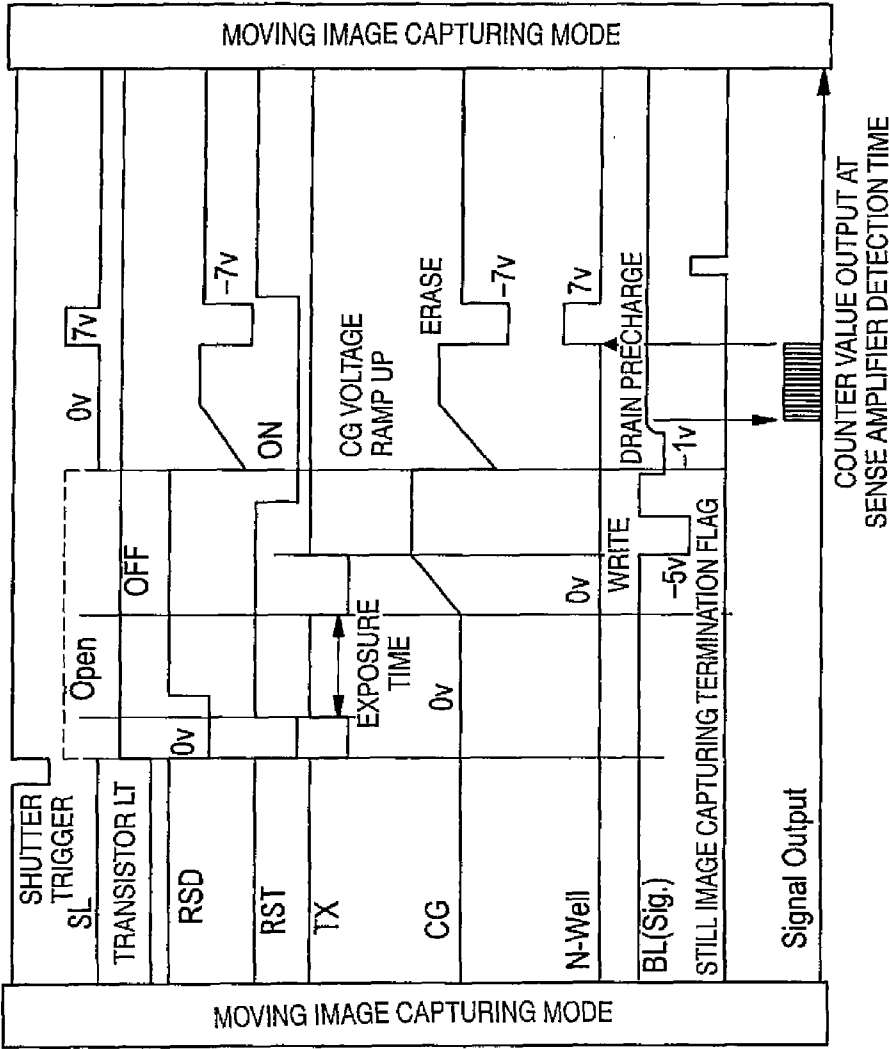 MOVING IMAGE CAPTURING MODE
SHUTTER
TRIGGER
SL
Open
0v
7v
TRANSISTOR LT
OFF
RSD
0v
-7v
RST
ON
TX
EXPOSURE
TIME
CG VOLTAGE
RAMP UP
CG
0v
ERASE
-7v
N-Well
0v
7v
BL(Sig.)
WRITE
-5v
-1v
DRAIN PRECHARGE
STILL IMAGE CAPTURING TERMINATION FLAG
Signal Output
COUNTER VALUE OUTPUT AT
SENSE AMPLIFIER DETECTION TIME
MOVING IMAGE CAPTURING MODE